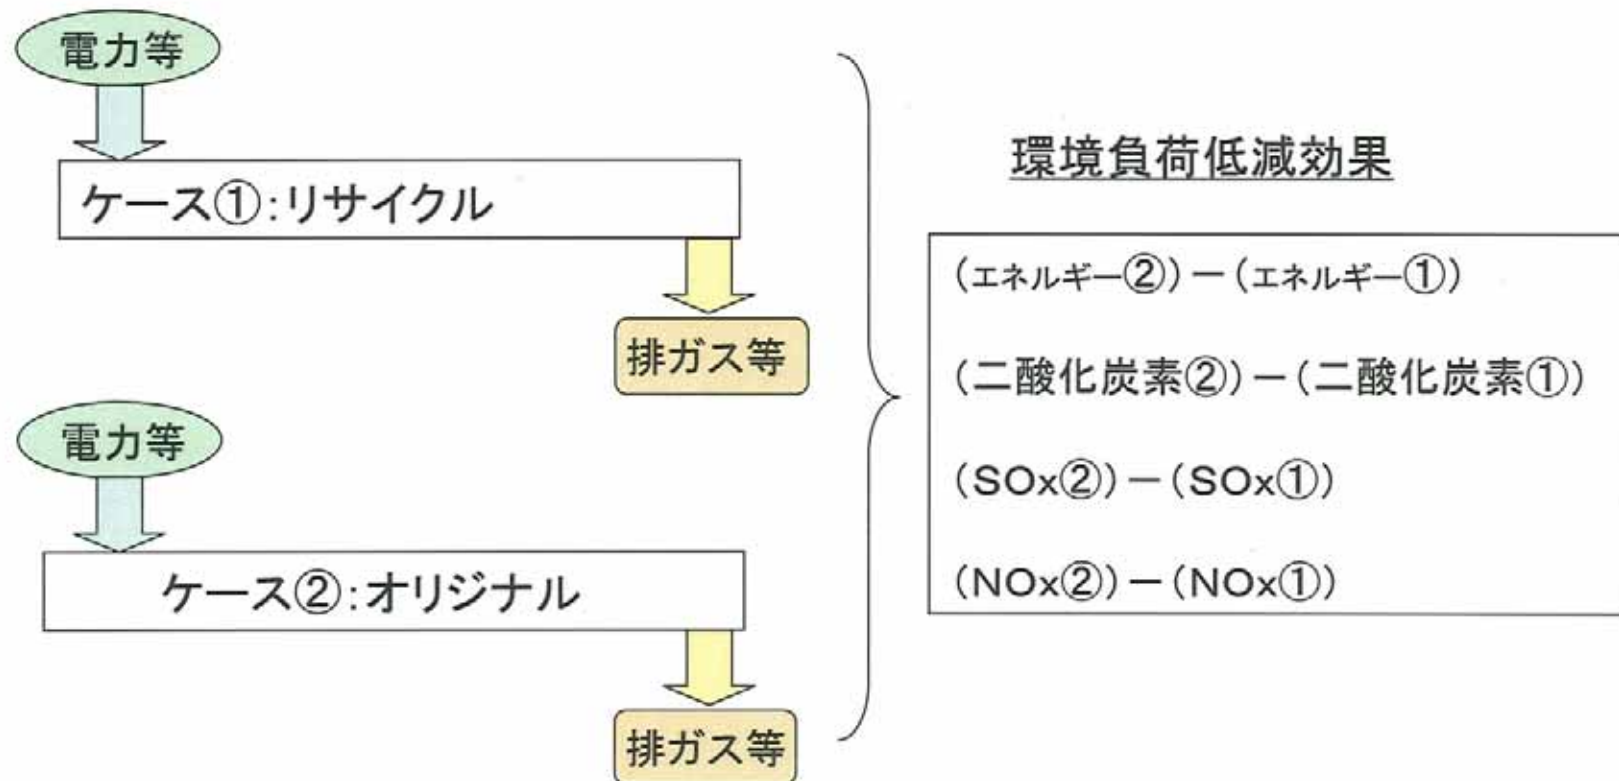 電力等
ケース①:リサイクル
排ガス等
電力等
ケース②:オリジナル
排ガス等
環境負荷低減効果
(エネルギー②)－(エネルギー①)
(二酸化炭素②)－(二酸化炭素①)
(SOx②)－(SOx①)
(NOx②)－(NOx①)